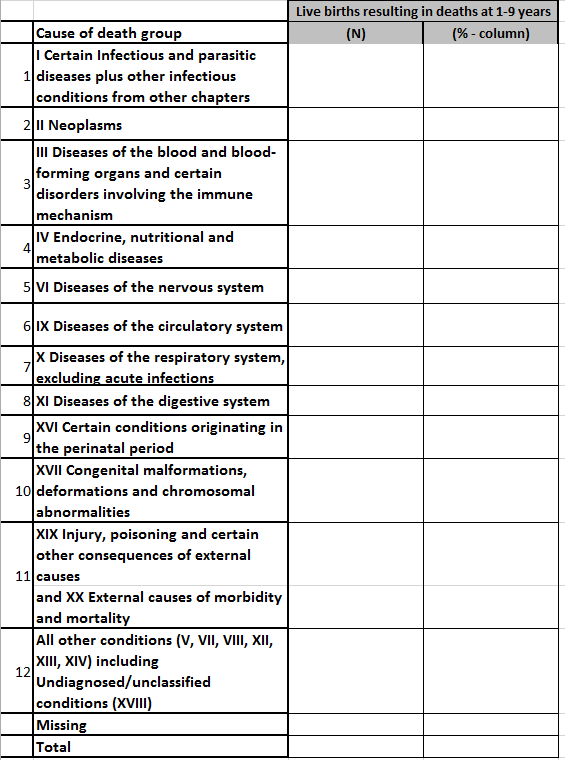 Live births resulting in deaths at 1-9 years
Cause of death group (N) (% - column)
I Certain Infectious and parasitic
1 diseases plus other infectious
conditions from other chapters
2 II Neoplasms
III Diseases of the blood and blood-
forming organs and certain
3 disorders involving the immune
mechanism
4 IV Endocrine, nutritional and
metabolic diseases
5 VI Diseases of the nervous system
6 IX Diseases of the circulatory system
7 X Diseases of the respiratory system,
excluding acute infections
8 XI Diseases of the digestive system
9 XVI Certain conditions originating in
the perinatal period
XVII Congenital malformations,
10 deformations and chromosomal
abnormalities
XIX Injury, poisoning and certain
other consequences of external
11 causes
and XX External causes of morbidity
and mortality
All other conditions (V, VII, VIII, XII,
XIII, XIV) including
12 Undiagnosed/unclassified
conditions (XVIII)
Missing
Total